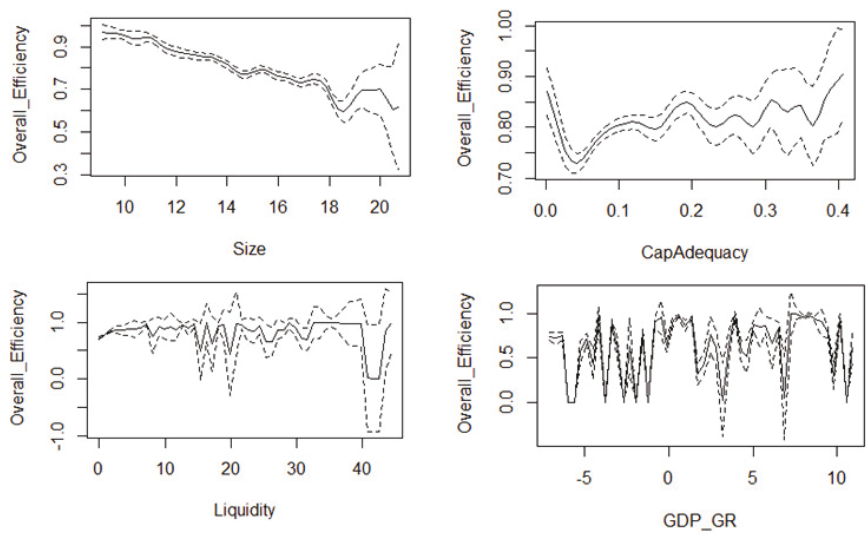 Overall_Efficiency
0.9
0.7
0.5
0.3
10 12 14 16 18 20
Size
Overall_Efficiency
1.00
0.90
0.80
0.70
0.0 0.1 0.2 0.3 0.4
CapAdequacy
Overall_Efficiency
1.0
0.0
-1.0
0 10 20 30 40
Liquidity
Overall_Efficiency
1.0
0.5
0.0
-5 0 5 10
GDP_GR